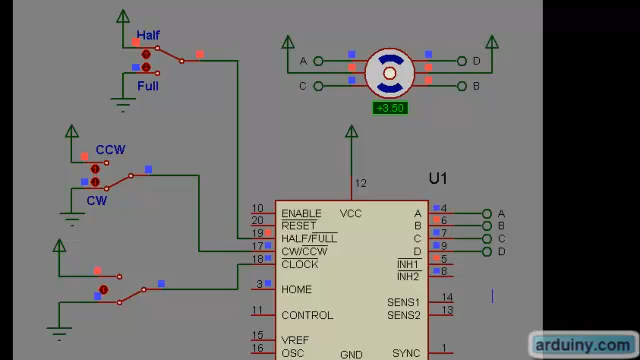 Half
Full
CCW
CW
A
C
D
B
+3.50
U1
12
VCC
10 ENABLE
20 RESET
19 HALF/FULL
17 CW/CCW
18 CLOCK
3 HOME
11 CONTROL
15 VREF
16 OSC
GND
A 4 A
B 6 B
C 7 C
D 9 D
INH1 5
INH2 8
SENS1 14
SENS2 13
SYNC 1
arduiny.com